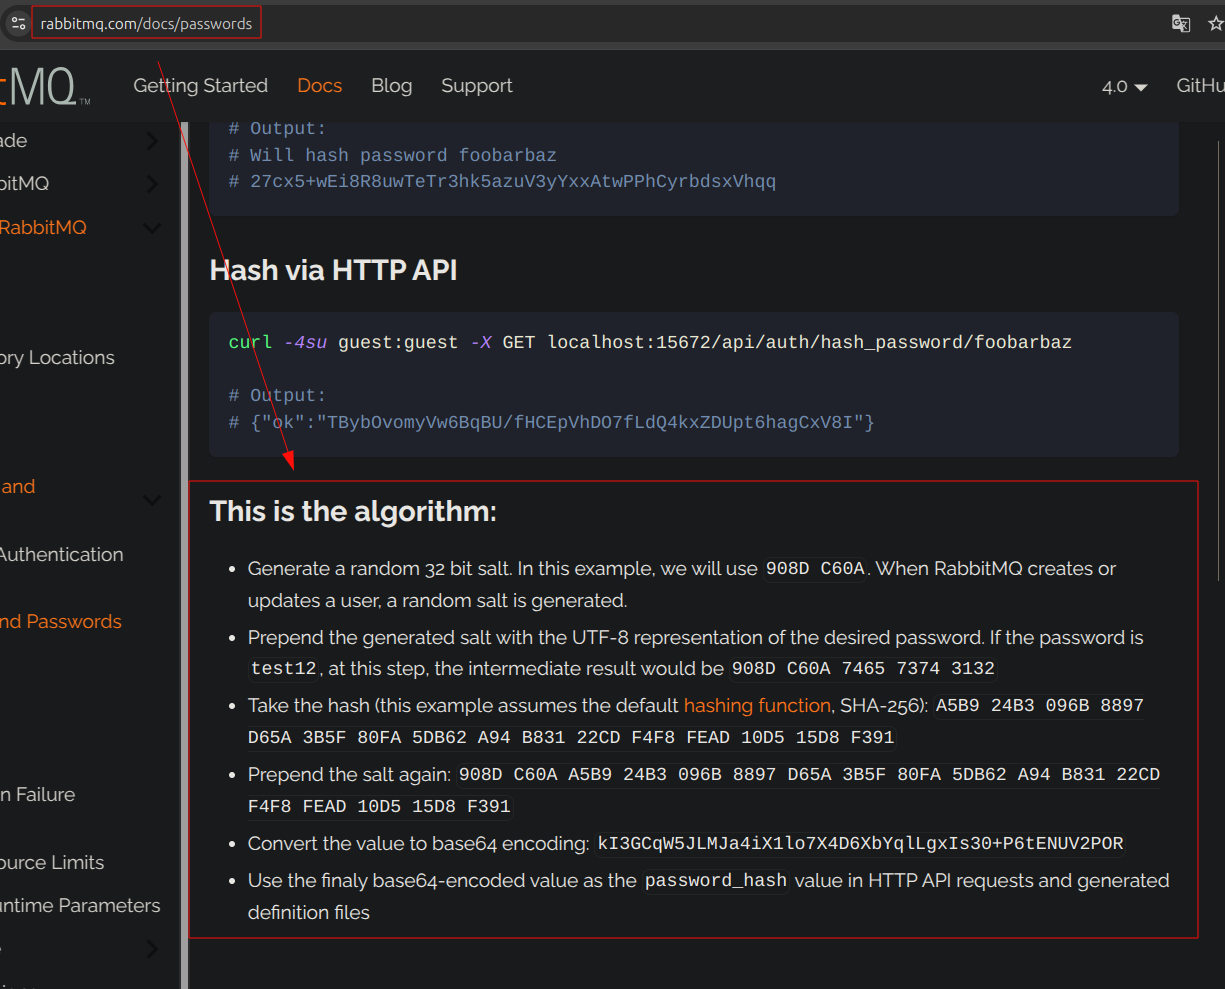 rabbitmq.com/docs/passwords
tMQ™
Getting Started Docs Blog Support 4.0 GitHu
ade
bitMQ
RabbitMQ
ory Locations
and
Authentication
nd Passwords
n Failure
ource Limits
untime Parameters
# Output:
# Will hash password foobarbaz
# 27cx5+wEi8R8uwTeTr3hk5azuV3yYxxAtwPPhCyrbdsxVhqq
Hash via HTTP API
curl -4su guest:guest -X GET localhost:15672/api/auth/hash_password/foobarbaz
# Output:
# {"ok":"TBybOvomyVw6BqBU/fHCEpVhDO7fLdQ4kxZDUpt6hagCxV8I"}
This is the algorithm:
• Generate a random 32 bit salt. In this example, we will use 908D C60A. When RabbitMQ creates or
updates a user, a random salt is generated.
• Prepend the generated salt with the UTF-8 representation of the desired password. If the password is
test12, at this step, the intermediate result would be 908D C60A 7465 7374 3132
• Take the hash (this example assumes the default hashing function, SHA-256): A5B9 24B3 096B 8897
D65A 3B5F 80FA 5DB62 A94 B831 22CD F4F8 FEAD 10D5 15D8 F391
• Prepend the salt again: 908D C60A A5B9 24B3 096B 8897 D65A 3B5F 80FA 5DB62 A94 B831 22CD
F4F8 FEAD 10D5 15D8 F391
• Convert the value to base64 encoding: kI3GCqW5JLMJa4iX1lo7X4D6XbYqlLgxIs30+P6tENUV2POR
• Use the finaly base64-encoded value as the password_hash value in HTTP API requests and generated
definition files